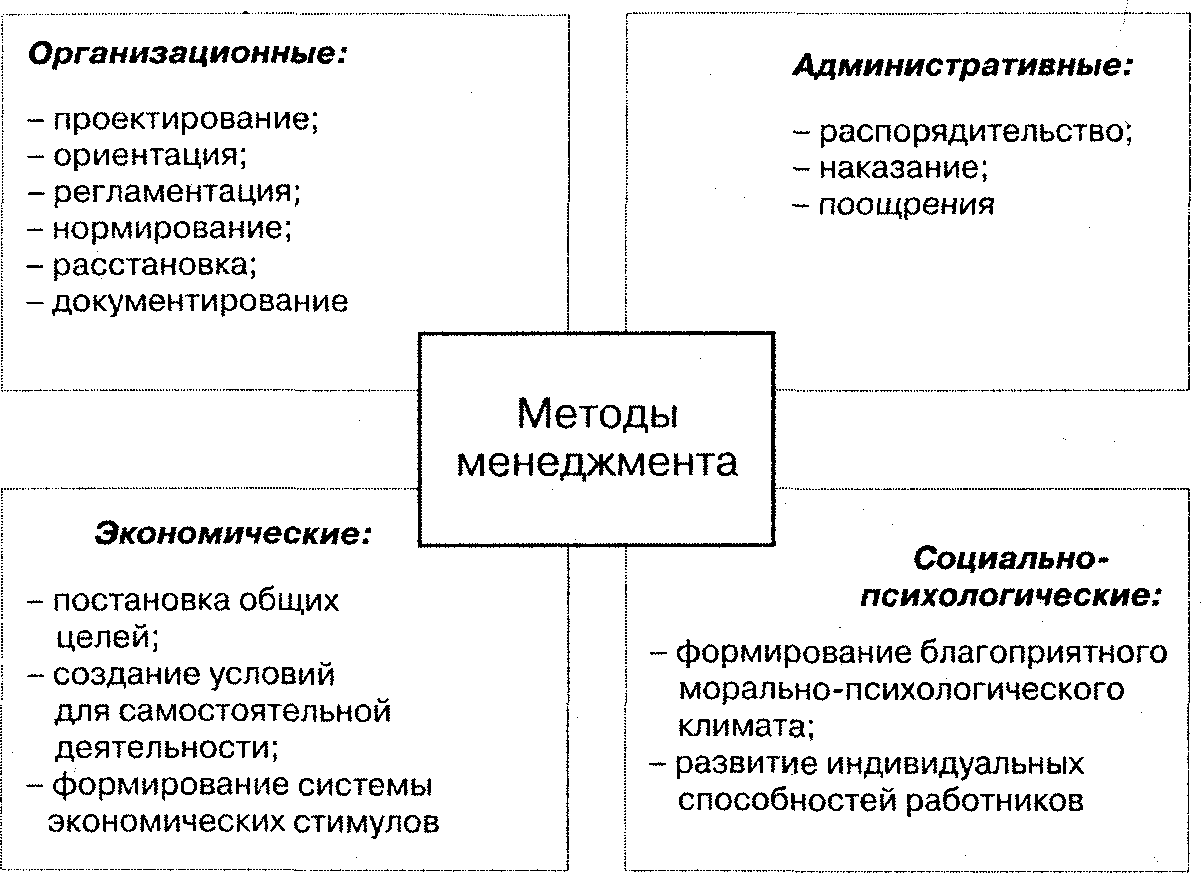 Организационные:
– проектирование;
– ориентация;
– регламентация;
– нормирование;
– расстановка;
– документирование
Административные:
– распорядительство;
– наказание;
– поощрения
Методы
менеджмента
Экономические:
– постановка общих
целей;
– создание условий
для самостоятельной
деятельности;
– формирование системы
экономических стимулов
Социально-
психологические:
– формирование благоприятного
морально-психологического
климата;
– развитие индивидуальных
способностей работников